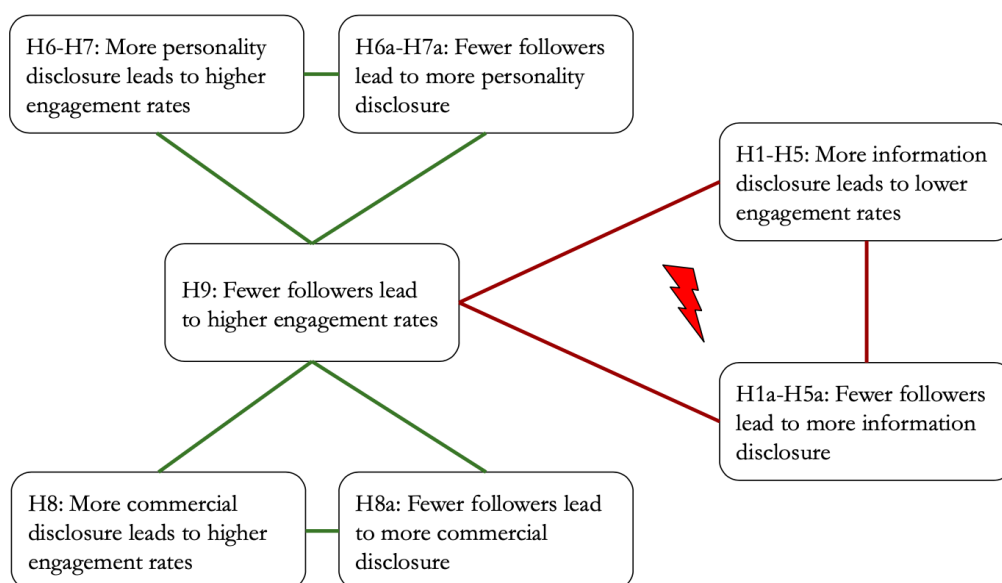 H6-H7: More personality
disclosure leads to higher
engagement rates
H6a-H7a: Fewer followers
lead to more personality
disclosure
H1-H5: More information
disclosure leads to lower
engagement rates
H9: Fewer followers lead
to higher engagement rates
H1a-H5a: Fewer followers
lead to more information
disclosure
H8: More commercial
disclosure leads to higher
engagement rates
H8a: Fewer followers lead
to more commercial
disclosure